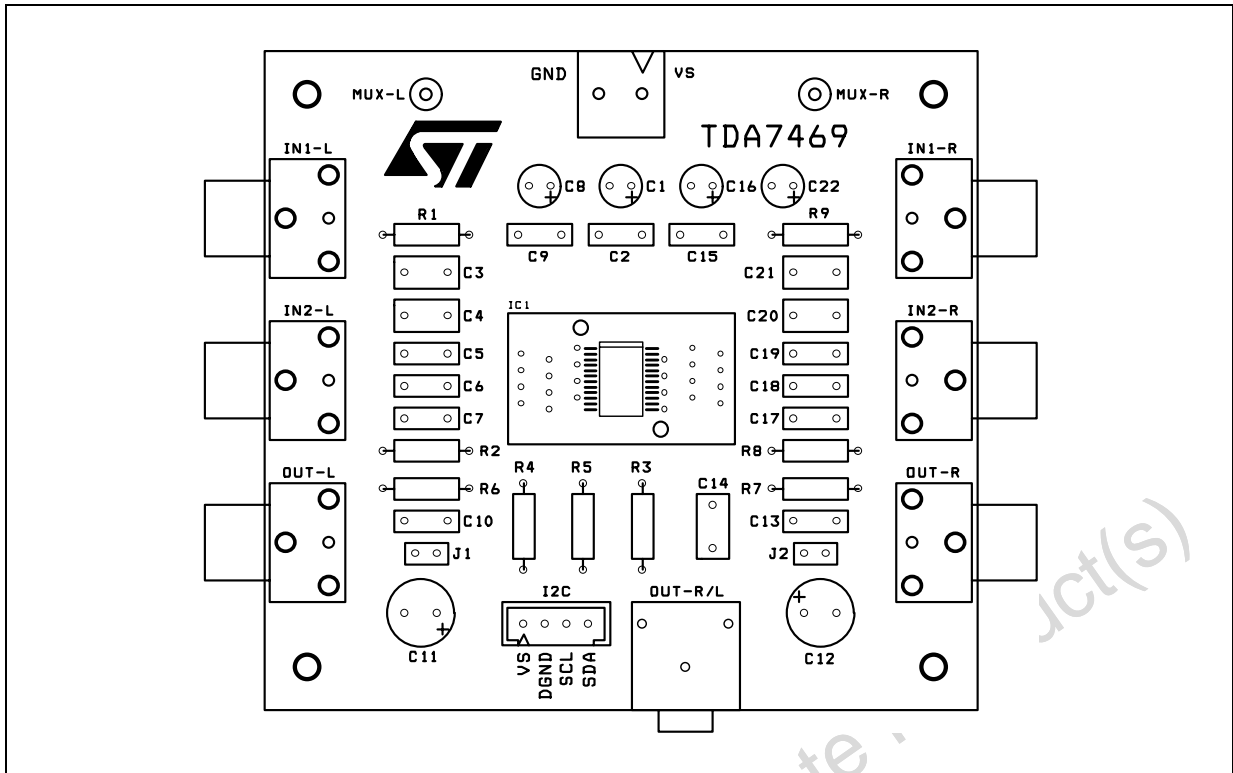 GND VS
MUX-L MUX-R
ST TDA7469
IN1-L IN1-R
C8 C1 C16 C22
R1 R9
C9 C2 C15
C3 C21
IN2-L IC1 IN2-R
C4 C20
C5 C19
C6 C18
C7 C17
R2 R8
OUT-L R4 R5 R3 C14 OUT-R
R6 R7
C10 C13
J1 J2
I2C OUT-R/L
C11 C12
VS
DGND
SCL
SDA